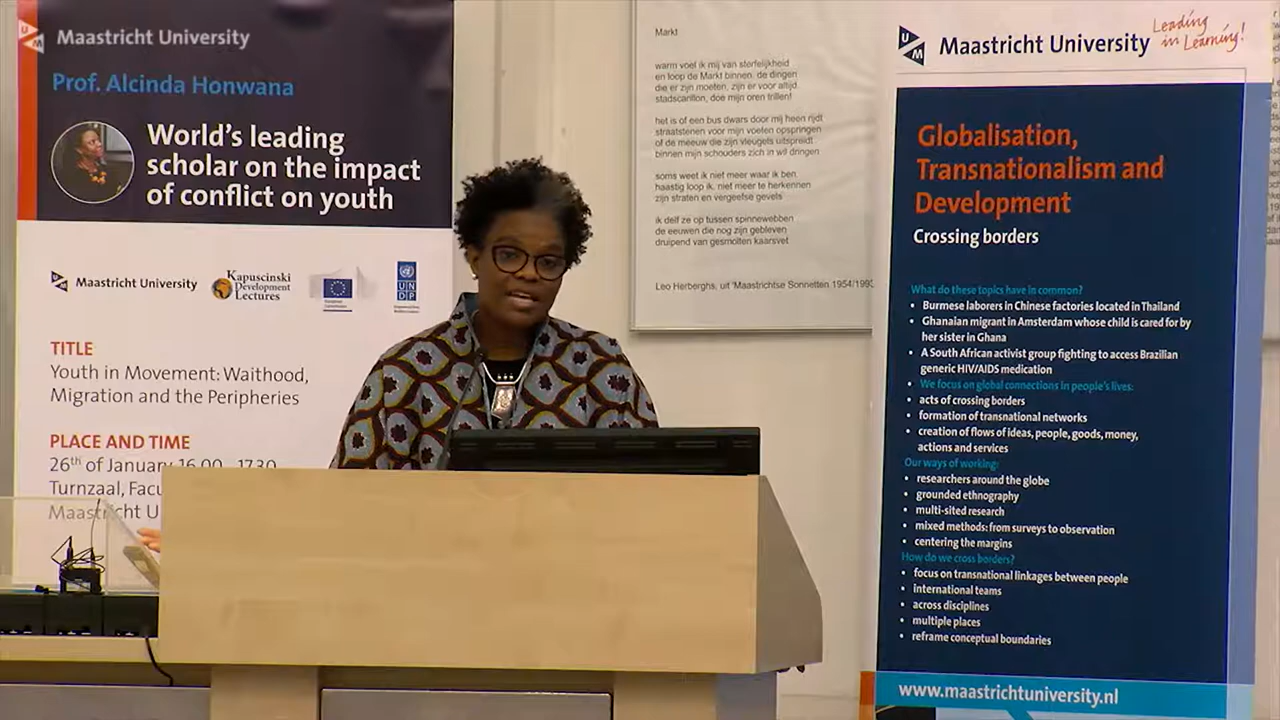 Maastricht University
Prof. Alcinda Honwana
World's leading
scholar on the impact
of conflict on youth
Maastricht University
Kapuscinski
Development
Lectures
UN
DP
TITLE
Youth in Movement: Waithood,
Migration and the Peripheries
PLACE AND TIME
26th of January 16.00 - 17.30
Turnzaal, Facu
Maastricht U
Markt
warm voel ik mij van sterfelijkheid
en loop de Markt binnen. de dingen
die er zijn moeten, zijn er voor altijd.
stadscarillon, doe mijn oren trillen!
het is of een bus dwars door mij heen rijdt
straatstenen voor mijn voeten opspringen
of de meeuw die zijn vleugels uitspreidt
binnen mijn schouders zich in wil dringen
soms weet ik niet meer waar ik ben.
haastig loop ik. niet meer te herkennen
zijn straten en vergeefse gevels
ik delf ze op tussen spinnewebben
de eeuwen die nog zijn gebleven
druipend van gesmolten kaarsvet
Leo Herberghs, uit 'Maastrichtse Sonnetten 1954/1993
UM
Maastricht University
Leading
in Learning!
Globalisation,
Transnationalism and
Development
Crossing borders
What do these topics have in common?
• Burmese laborers in Chinese factories located in Thailand
• Ghanaian migrant in Amsterdam whose child is cared for by
her sister in Ghana
• A South African activist group fighting to access Brazilian
generic HIV/AIDS medication
• We focus on global connections in people's lives:
• acts of crossing borders
• formation of transnational networks
• creation of flows of ideas, people, goods, money,
actions and services
Our ways of working:
• researchers around the globe
• grounded ethnography
• multi-sited research
• mixed methods: from surveys to observation
• centering the margins
How do we cross borders?
• focus on transnational linkages between people
• international teams
• across disciplines
• multiple places
• reframe conceptual boundaries
www.maastrichtuniversity.nl